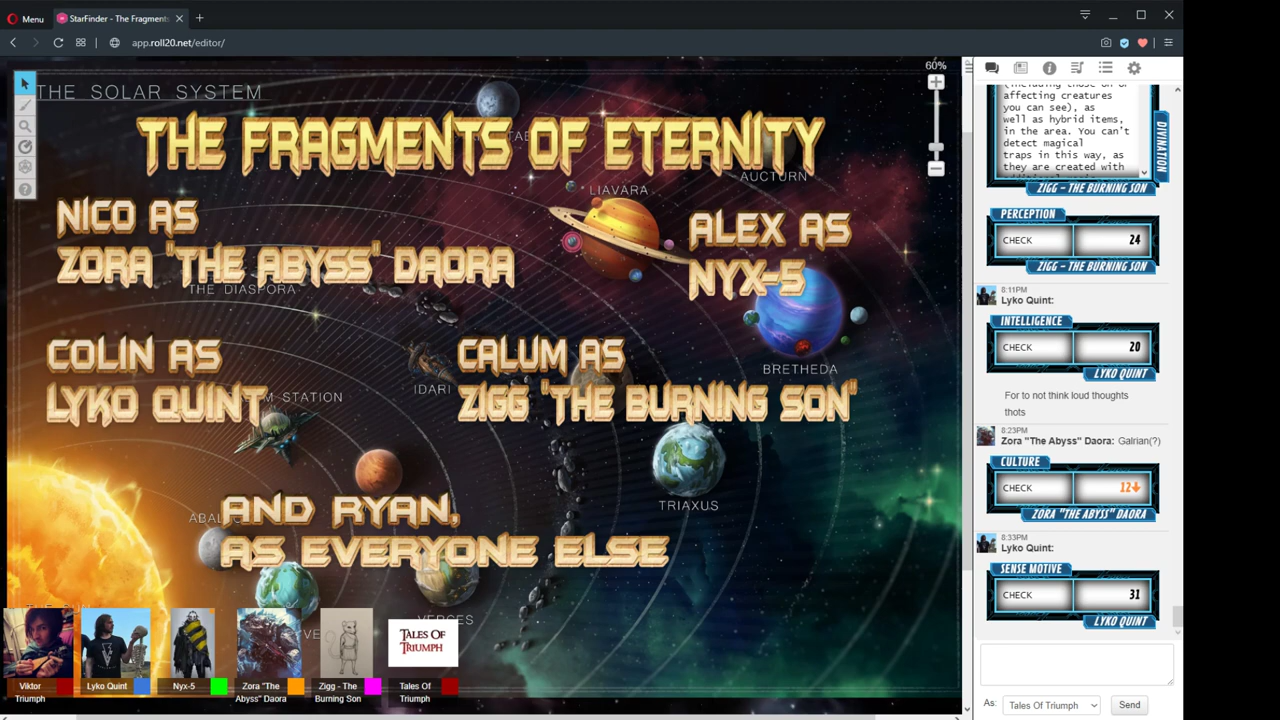 Menu
StarFinder - The Fragments
app.roll20.net/editor/
60%
THE SOLAR SYSTEM
THE FRAGMENTS OF ETERNITY
AUCTURN
LIAVARA
NICO AS
ZORA "THE ABYSS" DAORA
ALEX AS
NYX-5
THE DIASPORA
BRETHEDA
COLIN AS
LYKO QUINT
M STATION
IDARI
CALUM AS
ZIGG "THE BURNING SON"
TRIAXUS
AND RYAN,
AS EVERYONE ELSE
VERCES
TALES OF
TRIUMPH
Viktor
Triumph
Lyko Quint
Nyx-5
Zora "The
Abyss" Daora
Zigg - The
Burning Son
Tales Of
Triumph
affecting creatures
you can see), as
well as hybrid items,
in the area. You can't
detect magical
traps in this way, as
they are created with
DIVINATION
ZIGG - THE BURNING SON
PERCEPTION
CHECK 24
ZIGG - THE BURNING SON
8:11PM
Lyko Quint:
INTELLIGENCE
CHECK 20
LYKO QUINT
For to not think loud thoughts
thots
8:23PM
Zora "The Abyss" Daora: Galrian(?)
CULTURE
CHECK 12
ZORA "THE ABYSS" DAORA
8:33PM
Lyko Quint:
SENSE MOTIVE
CHECK 31
LYKO QUINT
As: Tales Of Triumph Send